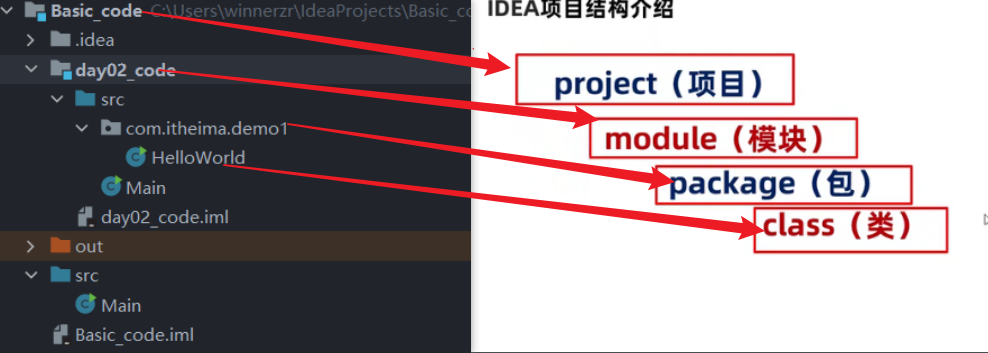 Basic_code C:\Users\winnerzr\IdeaProjects\Basic_co
.idea
day02_code
src
com.itheima.demo1
HelloWorld
Main
day02_code.iml
out
src
Main
Basic_code.iml
IDEA项目结构介绍
project（项目）
module（模块）
package（包）
class（类）